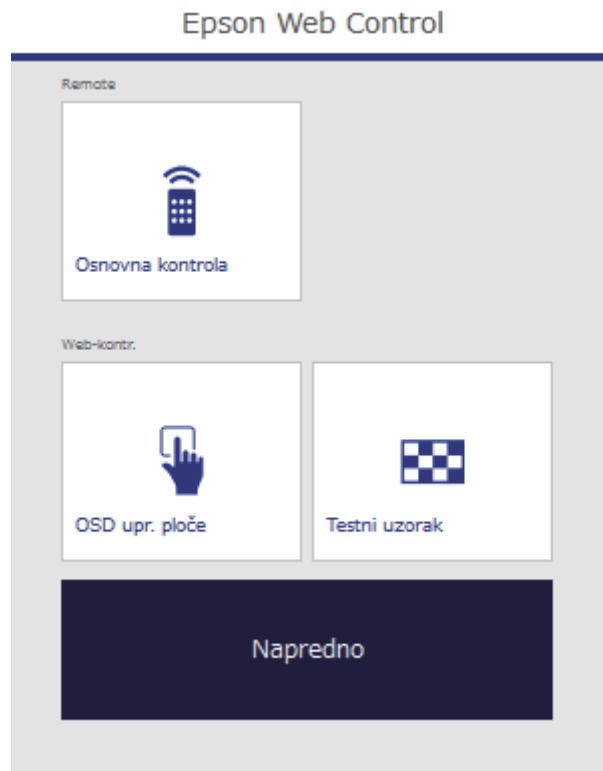 Epson Web Control
Remote
Osnovna kontrola
Web-kontr.
OSD upr. ploče
Testni uzorak
Napredno